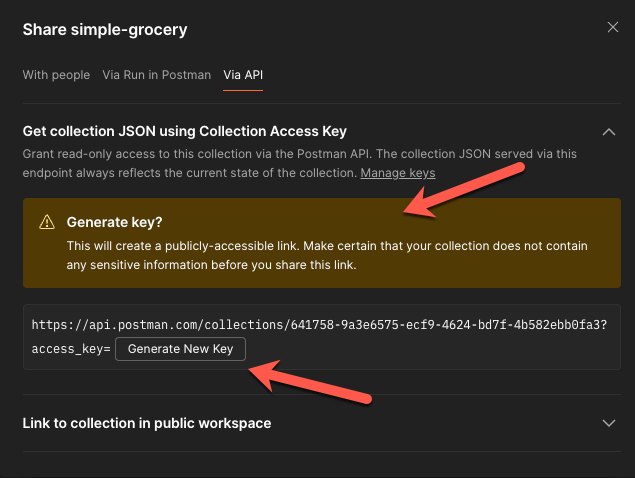 Share simple-grocery
With people Via Run in Postman Via API
Get collection JSON using Collection Access Key
Grant read-only access to this collection via the Postman API. The collection JSON served via this
endpoint always reflects the current state of the collection. Manage keys
Generate key?
This will create a publicly-accessible link. Make certain that your collection does not contain
any sensitive information before you share this link.
https://api.postman.com/collections/641758-9a3e6575-ecf9-4624-bd7f-4b582ebb0fa3?
access_key= Generate New Key
Link to collection in public workspace